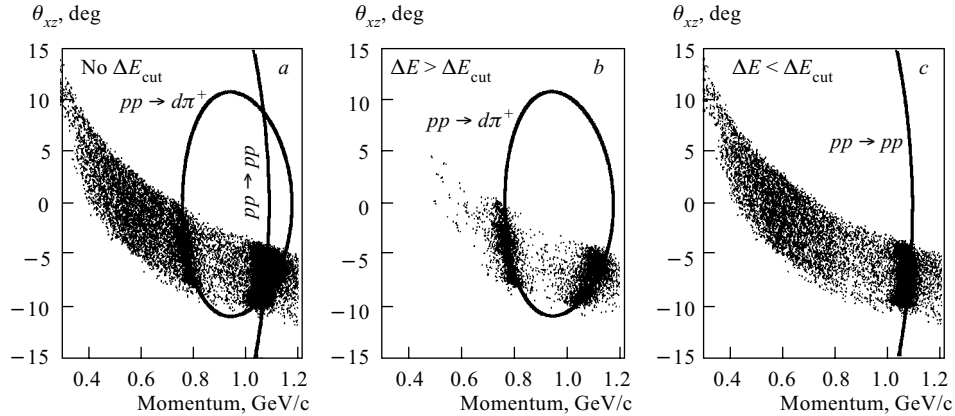 θxz, deg
θxz, deg
θxz, deg
15
10
5
0
−5
−10
−15
No ΔEcut
a
pp → dπ+
pp → pp
0.4 0.6 0.8 1.0 1.2
Momentum, GeV/c
15
10
5
0
−5
−10
−15
ΔE > ΔEcut
b
pp → dπ+
0.4 0.6 0.8 1.0 1.2
Momentum, GeV/c
15
10
5
0
−5
−10
−15
ΔE < ΔEcut
c
pp → pp
0.4 0.6 0.8 1.0 1.2
Momentum, GeV/c